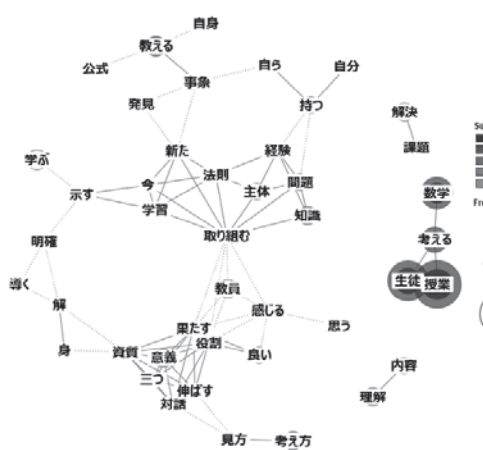 自身
教える
公式
自ら
自分
事象
発見
持つ
解決
課題
新た
経験
学ぶ
法則
今
主体
問題
示す
学習
知識
数学
取り組む
考える
明確
教員
生徒
授業
導く
解
感じる
果たす
思う
役割
身
資質
意義
良い
三つ
伸ばす
対話
内容
理解
見方
考え方